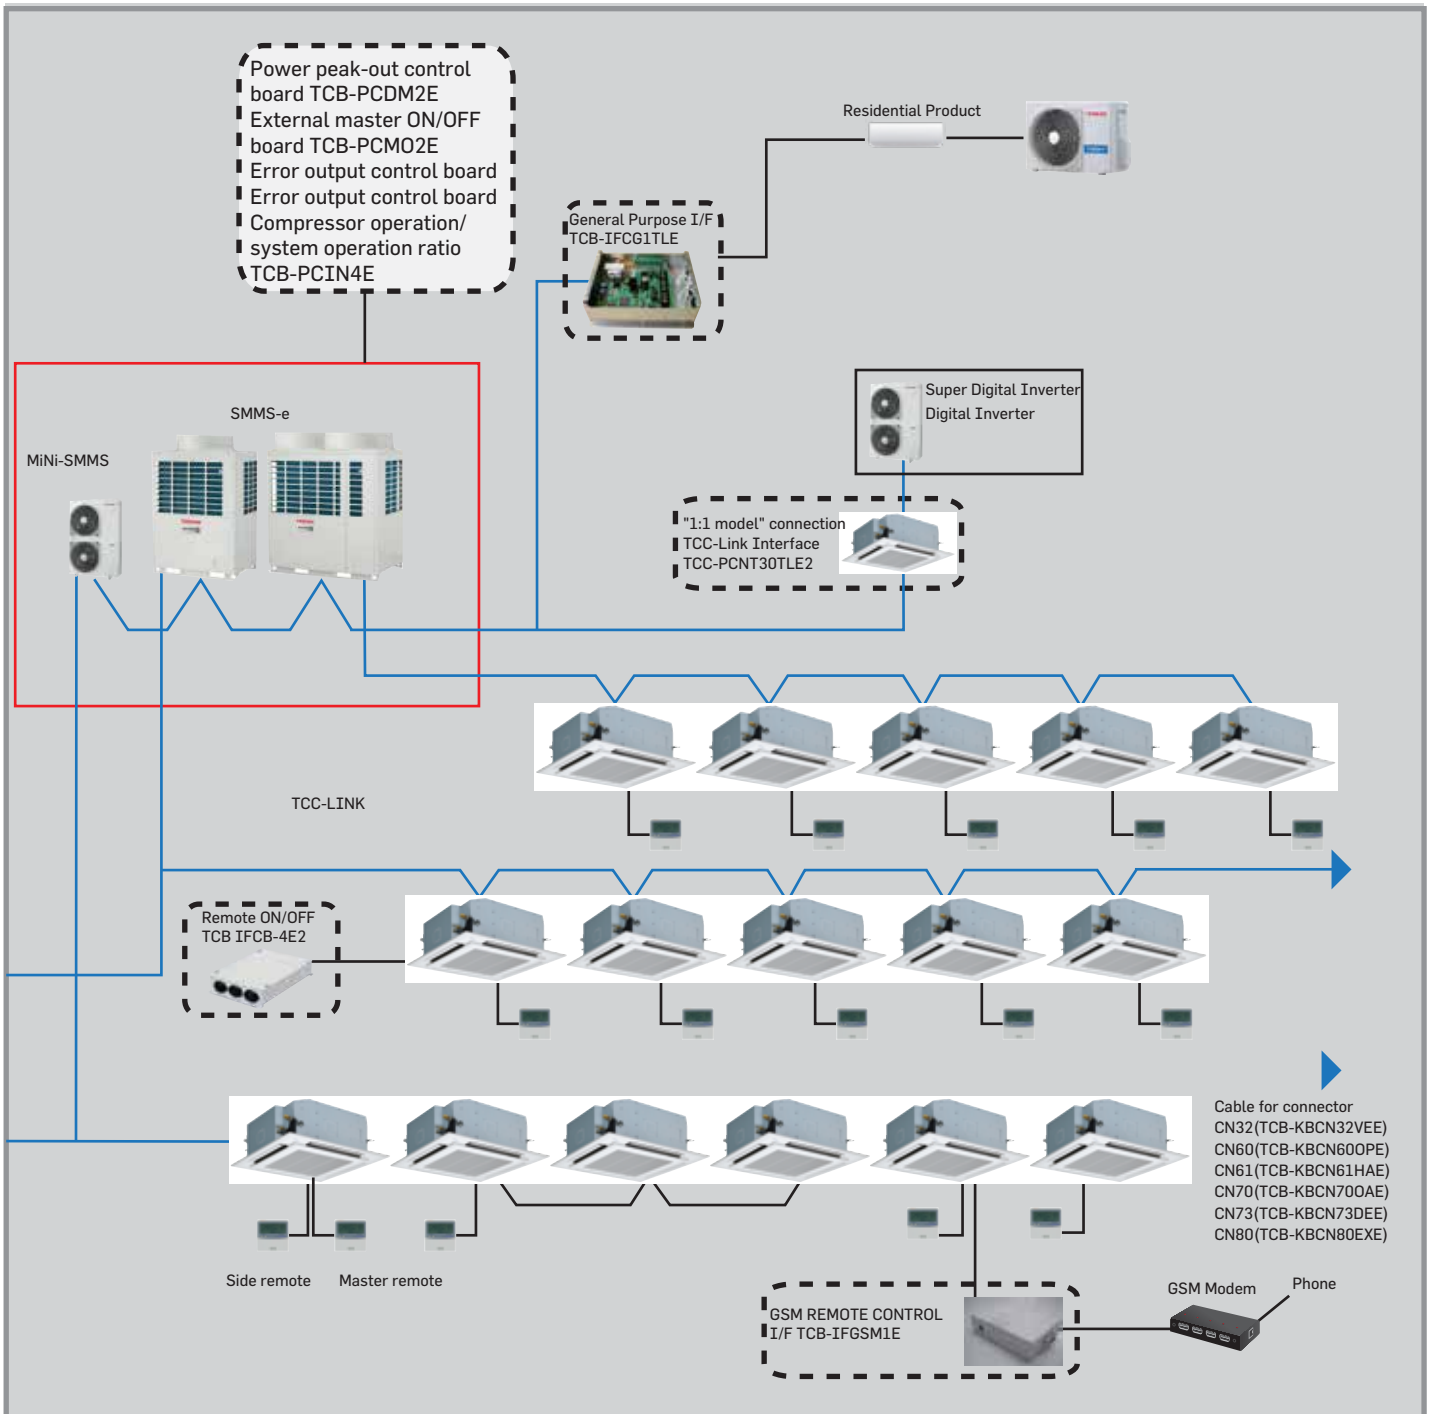 Power peak-out control
board TCB-PCDM2E
External master ON/OFF
board TCB-PCMO2E
Error output control board
Error output control board
Compressor operation/
system operation ratio
TCB-PCIN4E
Residential Product
General Purpose I/F
TCB-IFCG1TLE
Super Digital Inverter
Digital Inverter
SMMS-e
MiNi-SMMS
"1:1 model" connection
TCC-Link Interface
TCC-PCNT30TLE2
TCC-LINK
Remote ON/OFF
TCB IFCB-4E2
Cable for connector
CN32(TCB-KBCN32VEE)
CN60(TCB-KBCN60OPE)
CN61(TCB-KBCN61HAE)
CN70(TCB-KBCN70OAE)
CN73(TCB-KBCN73DEE)
CN80(TCB-KBCN80EXE)
Side remote
Master remote
GSM REMOTE CONTROL
I/F TCB-IFGSM1E
GSM Modem
Phone